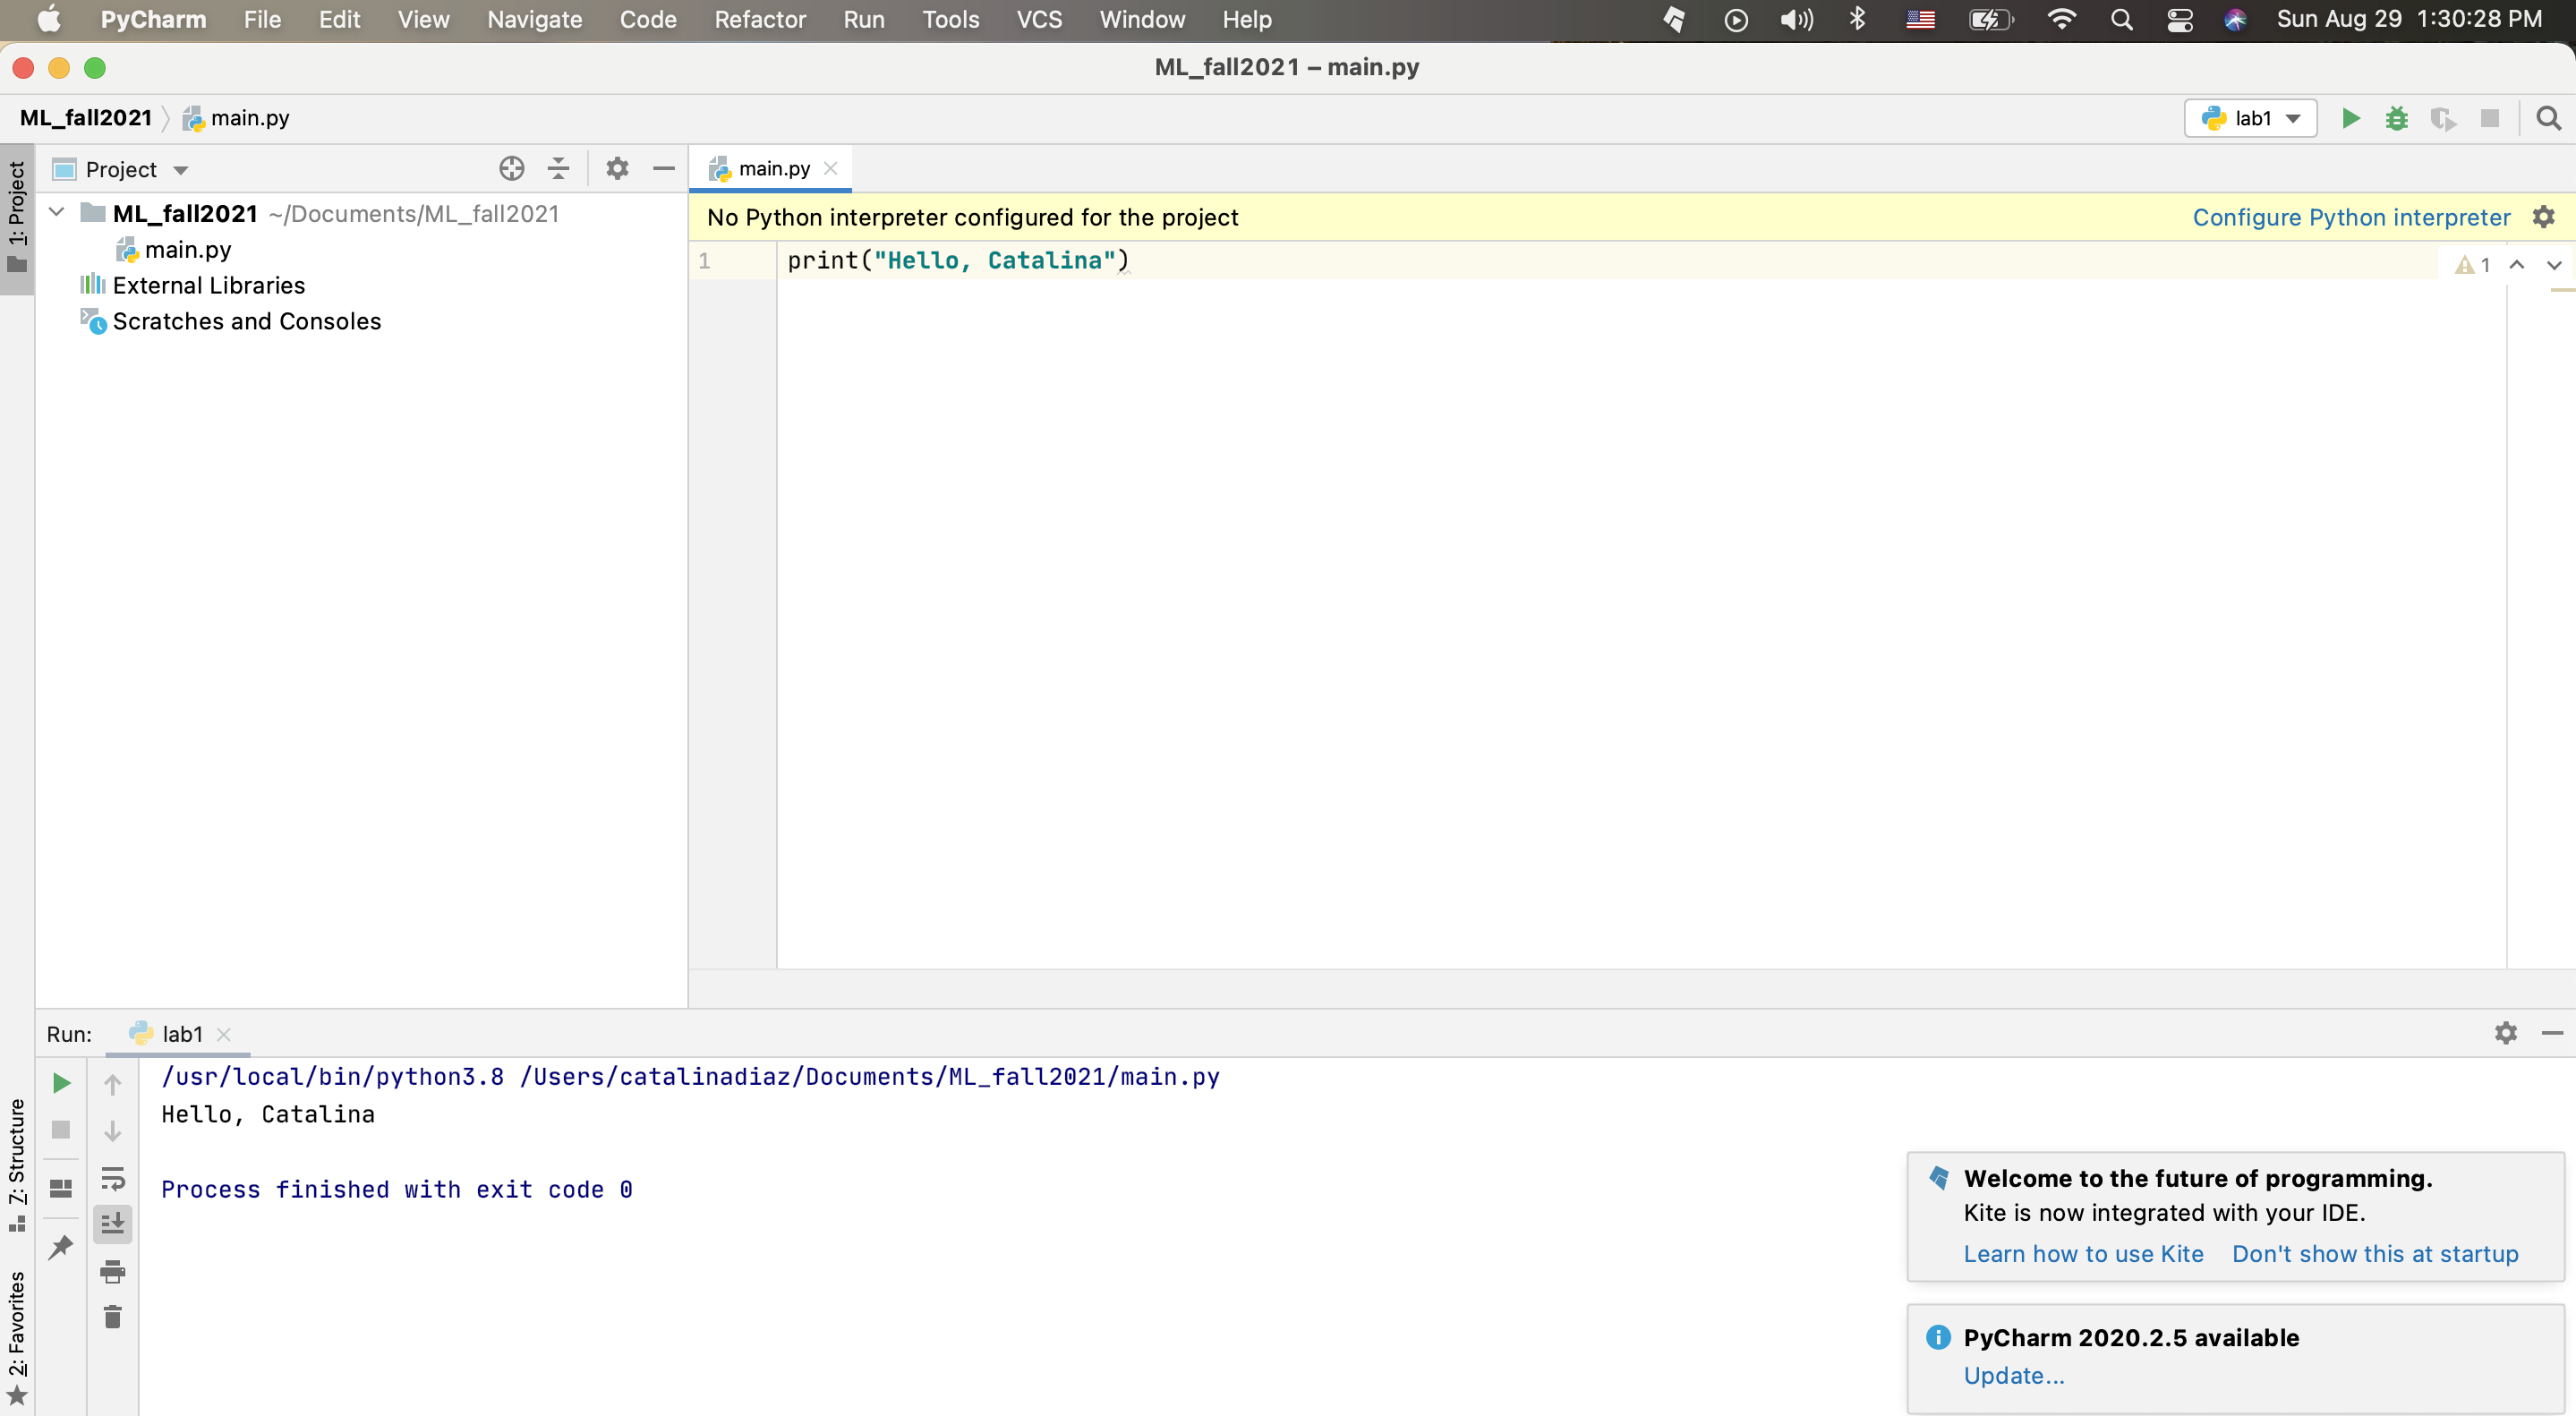 PyCharm File Edit View Navigate Code Refactor Run Tools VCS Window Help Sun Aug 29 1:30:28 PM
ML_fall2021 – main.py
ML_fall2021 main.py lab1
1: Project
Project
main.py
ML_fall2021 ~/Documents/ML_fall2021
main.py
External Libraries
Scratches and Consoles
No Python interpreter configured for the project Configure Python interpreter
1 print("Hello, Catalina") 1
Run: lab1
/usr/local/bin/python3.8 /Users/catalinadiaz/Documents/ML_fall2021/main.py
Hello, Catalina
Process finished with exit code 0
7: Structure
2: Favorites
Welcome to the future of programming.
Kite is now integrated with your IDE.
Learn how to use Kite Don't show this at startup
PyCharm 2020.2.5 available
Update...